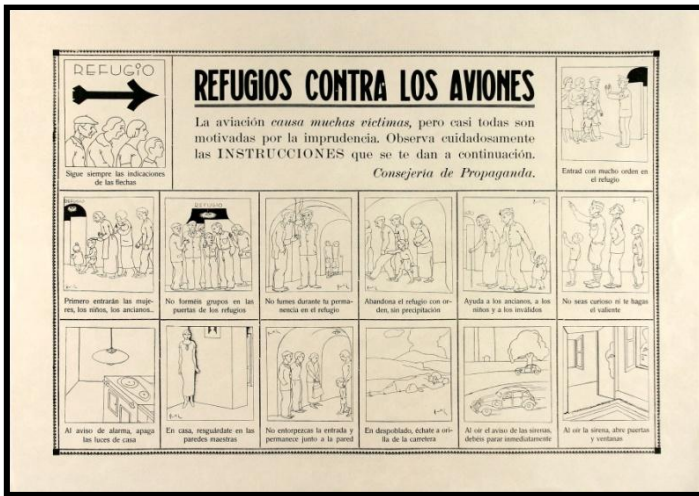 REFUGIO
Sigue siempre las indicaciones
de las flechas
REFUGIOS CONTRA LOS AVIONES
La aviación causa muchas víctimas, pero casi todas son
motivadas por la imprudencia. Observa cuidadosamente
las INSTRUCCIONES que se te dan a continuación.
Consejería de Propaganda.
Entrad con mucho orden en
el refugio
REFUGIO
Primero entrarán las muje-
res, los niños, los ancianos...
REFUGIO
No forméis grupos en las
puertas de los refugios
No fumes durante tu perma-
nencia en el refugio
Abandona el refugio con or-
den, sin precipitación
Ayuda a los ancianos, a los
niños y a los inválidos
No seas curioso ni te hagas
el valiente
Al aviso de alarma, apaga
las luces de casa
En casa, resguárdate en las
paredes maestras
No entorpezcas la entrada y
permanece junto a la pared
En despoblado, échate a ori-
lla de la carretera
Al oír el aviso de las sirenas,
debéis parar inmediatamente
Al oír la sirena, abre puertas
y ventanas